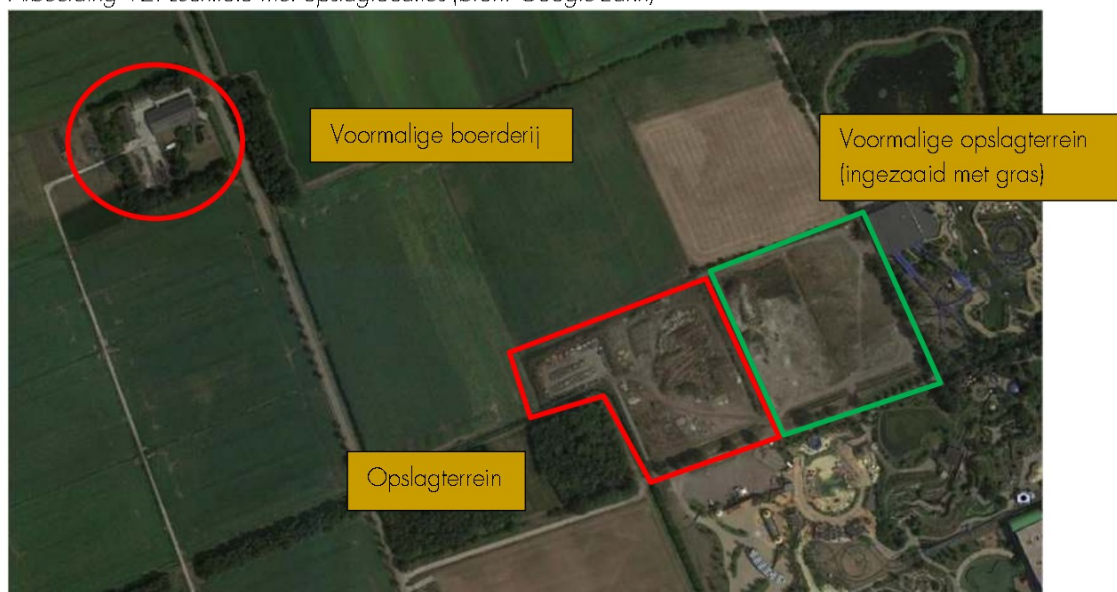 Voormalige boerderij
Voormalige opslagterrein
(ingezaaid met gras)
Opslagterrein